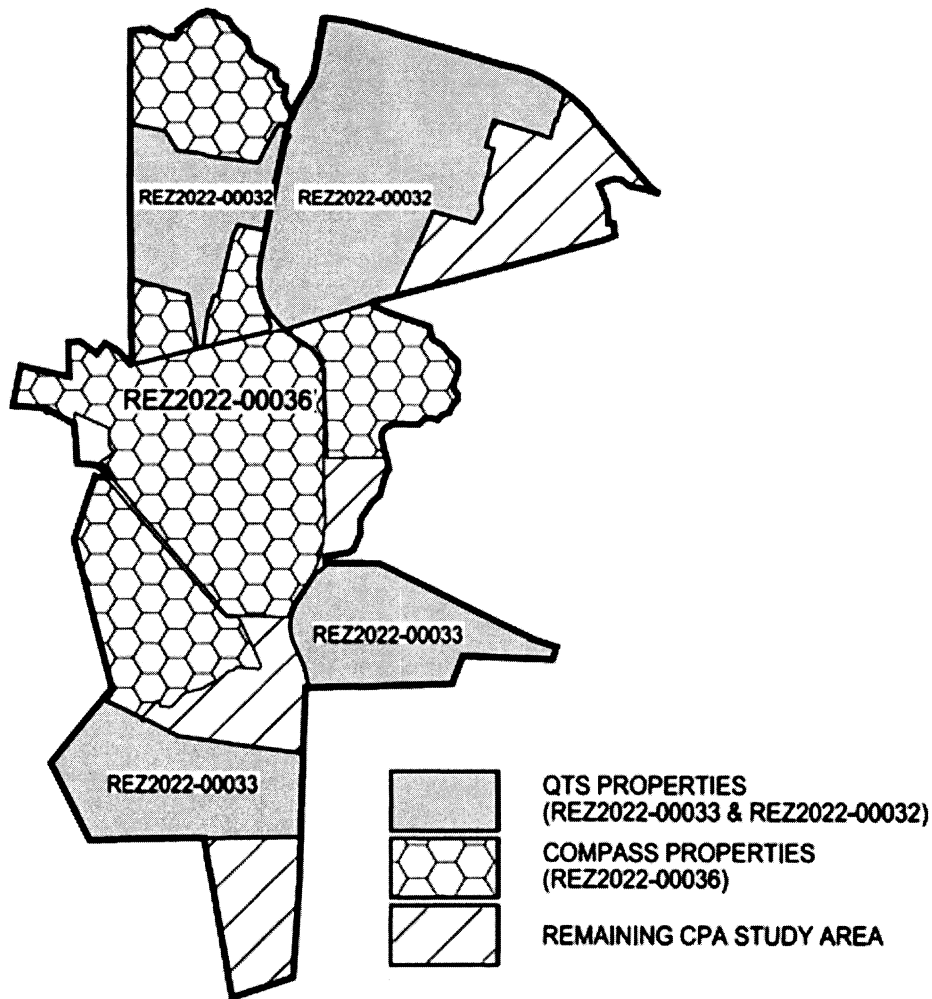 REZ2022-00032
REZ2022-00032
REZ2022-00036
REZ2022-00033
REZ2022-00033
QTS PROPERTIES
(REZ2022-00033 & REZ2022-00032)
COMPASS PROPERTIES
(REZ2022-00036)
REMAINING CPA STUDY AREA